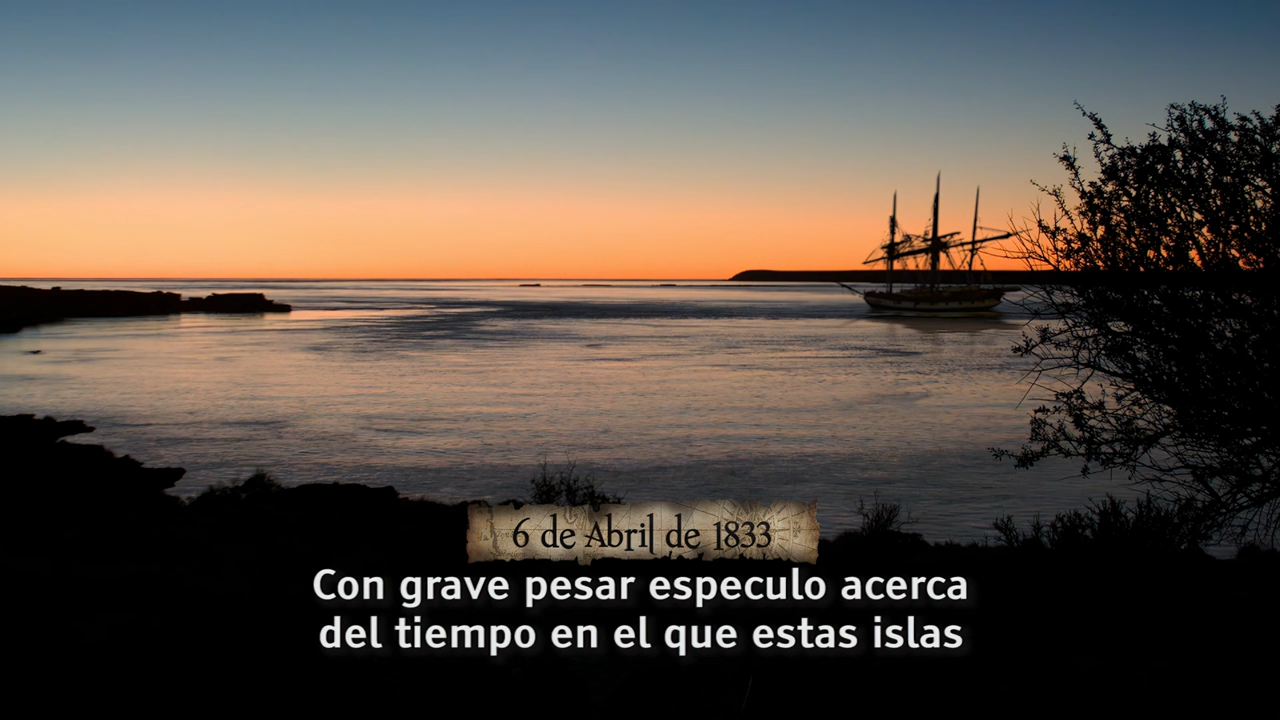 6 de Abril de 1833
Con grave pesar especulo acerca
del tiempo en el que estas islas